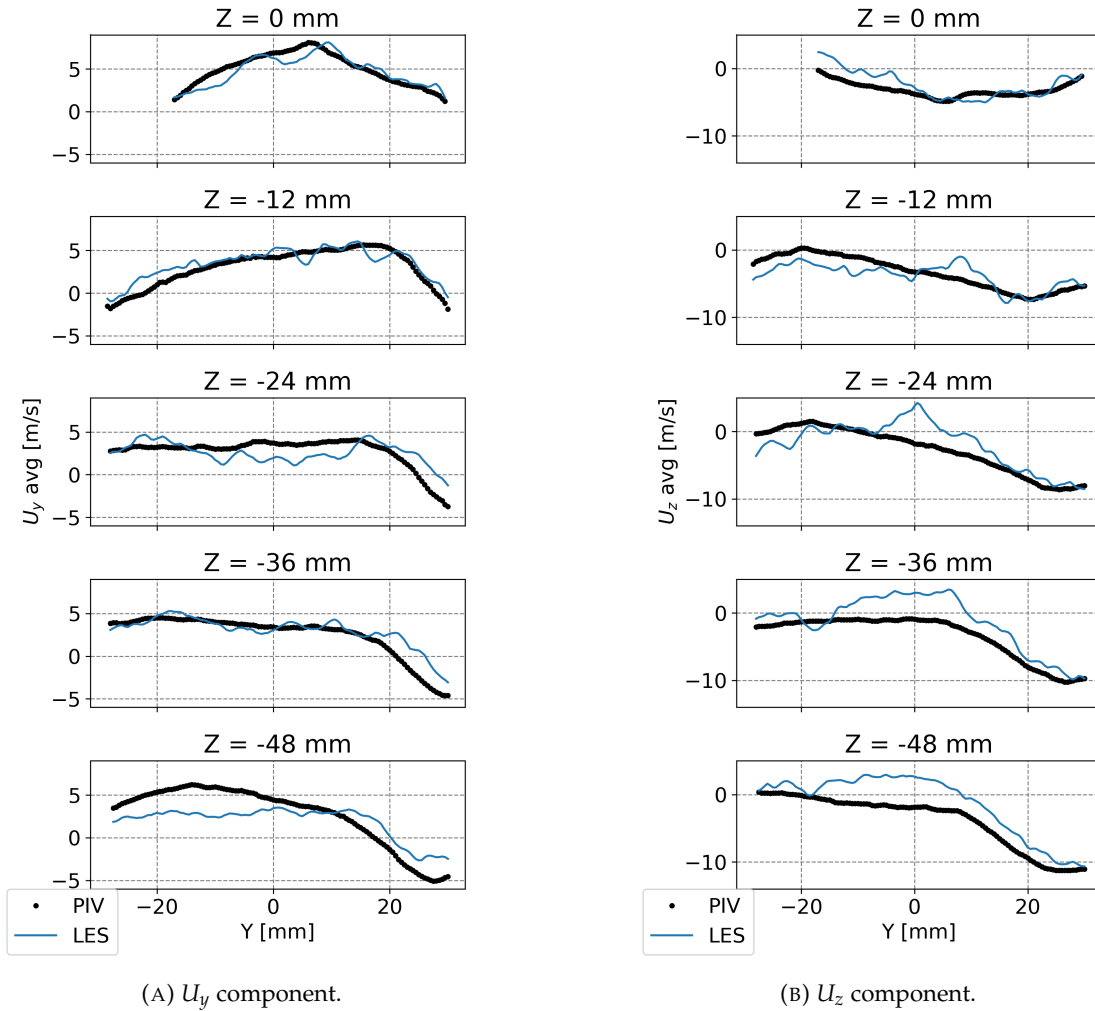 Z = 0 mm
5
0
−5
Z = -12 mm
5
0
−5
Z = -24 mm
5
0
−5
U_y avg [m/s]
Z = -36 mm
5
0
−5
Z = -48 mm
5
0
−5
−20 0 20
Y [mm]
PIV
LES
(A) U_y component.
Z = 0 mm
0
−10
Z = -12 mm
0
−10
Z = -24 mm
0
−10
U_z avg [m/s]
Z = -36 mm
0
−10
Z = -48 mm
0
−10
−20 0 20
Y [mm]
PIV
LES
(B) U_z component.